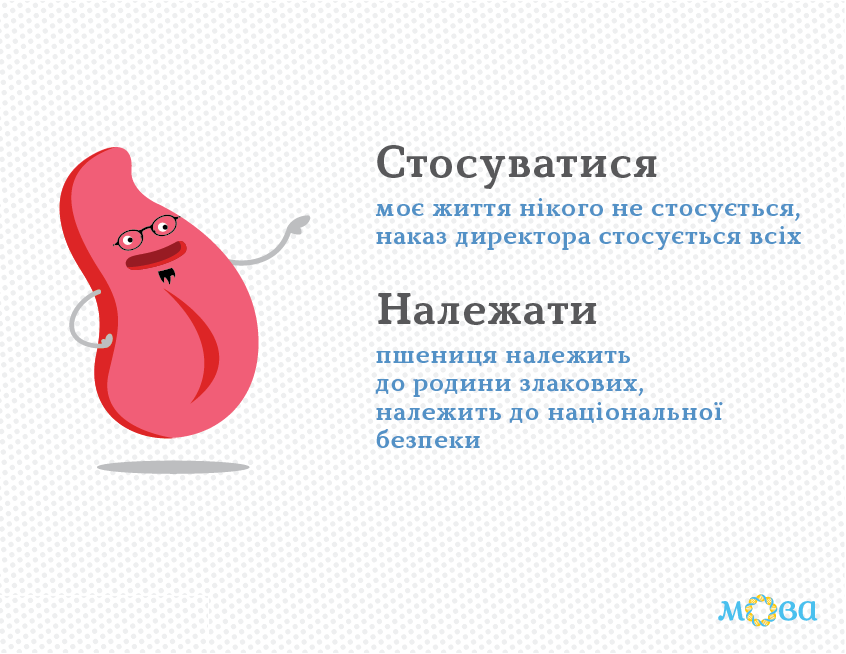 Стосуватися
моє життя нікого не стосується,
наказ директора стосується всіх
Належати
пшениця належить
до родини злакових,
належить до національної
безпеки
мова